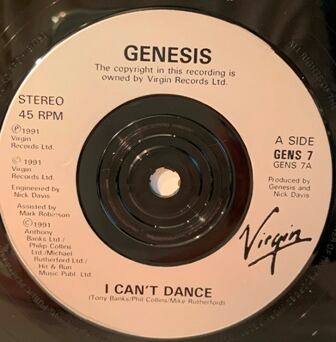 GENESIS
The copyright in this recording is
owned by Virgin Records Ltd.
STEREO
45 RPM
℗1991
Virgin
Records Ltd.
©1991
Virgin
Records Ltd.
Engineered by
Nick Davis
Assisted by
Mark Robinson
©1991
Anthony
Banks Ltd/
Philip Collins
Ltd/Michael
Rutherford Ltd/
Hit & Run
Music Publ. Ltd.
A SIDE
GENS 7
GENS 7A
Produced by
Genesis and
Nick Davis
Virgin
I CAN'T DANCE
(Tony Banks/Phil Collins/Mike Rutherford)